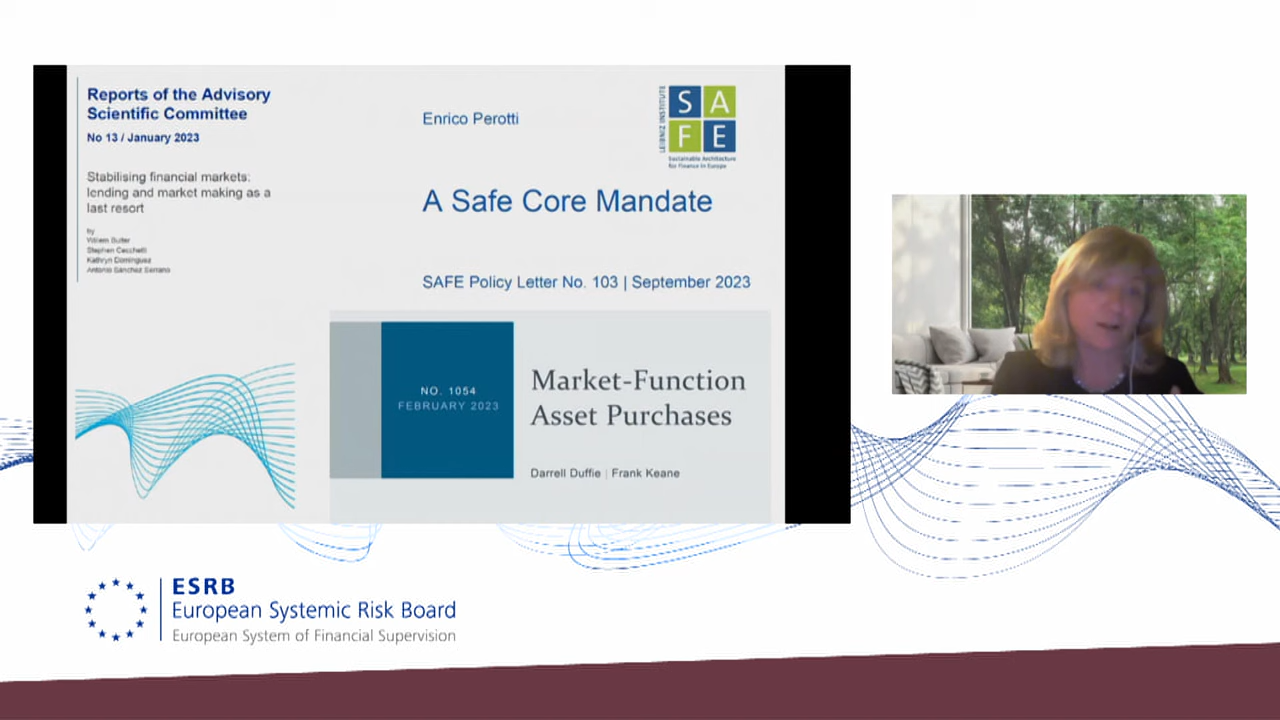 Reports of the Advisory
Scientific Committee
No 13 / January 2023
Stabilising financial markets:
lending and market making as a
last resort
by
Willem Buiter
Stephen Cecchetti
Kathryn Dominguez
Antonio Sánchez Serrano
Enrico Perotti
LEIBNIZ INSTITUTE
S A
F E
Sustainable Architecture
for Finance in Europe
A Safe Core Mandate
SAFE Policy Letter No. 103 | September 2023
NO. 1054
FEBRUARY 2023
Market-Function
Asset Purchases
Darrell Duffie | Frank Keane
ESRB
European Systemic Risk Board
European System of Financial Supervision